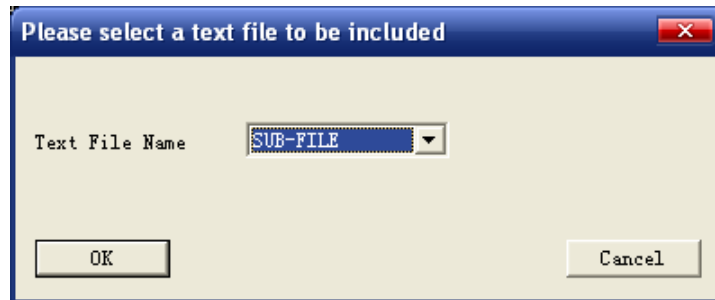 Please select a text file to be included
Text File Name
SUB-FILE
OK
Cancel